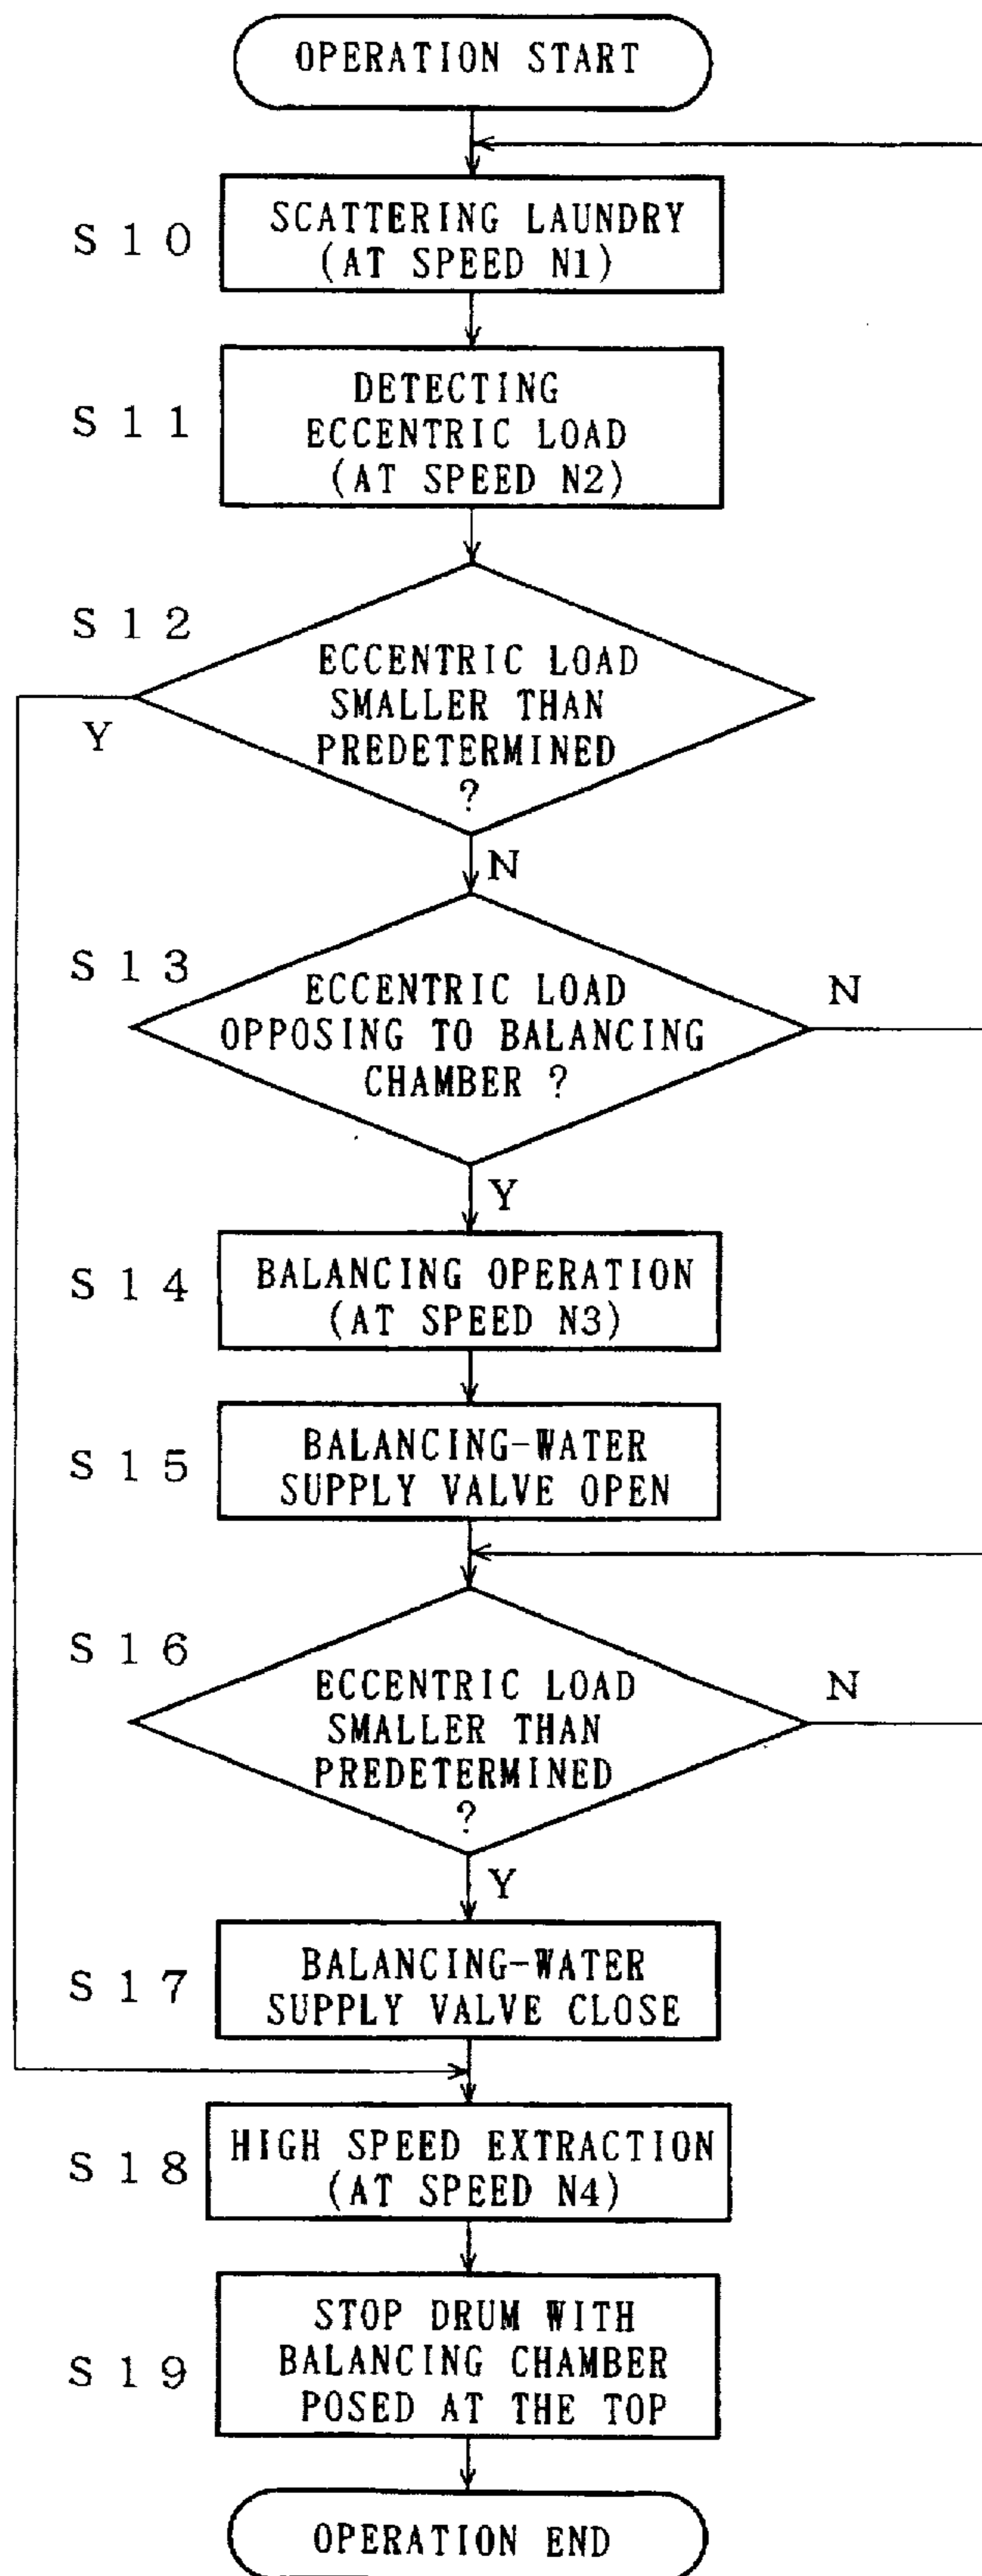 OPERATION START
S10
SCATTERING LAUNDRY
(AT SPEED N1)
S11
DETECTING
ECCENTRIC LOAD
(AT SPEED N2)
S12
ECCENTRIC LOAD
SMALLER THAN
PREDETERMINED
?
Y
N
S13
ECCENTRIC LOAD
OPPOSING TO BALANCING
CHAMBER ?
N
Y
S14
BALANCING OPERATION
(AT SPEED N3)
S15
BALANCING-WATER
SUPPLY VALVE OPEN
S16
ECCENTRIC LOAD
SMALLER THAN
PREDETERMINED
?
N
Y
S17
BALANCING-WATER
SUPPLY VALVE CLOSE
S18
HIGH SPEED EXTRACTION
(AT SPEED N4)
S19
STOP DRUM WITH
BALANCING CHAMBER
POSED AT THE TOP
OPERATION END